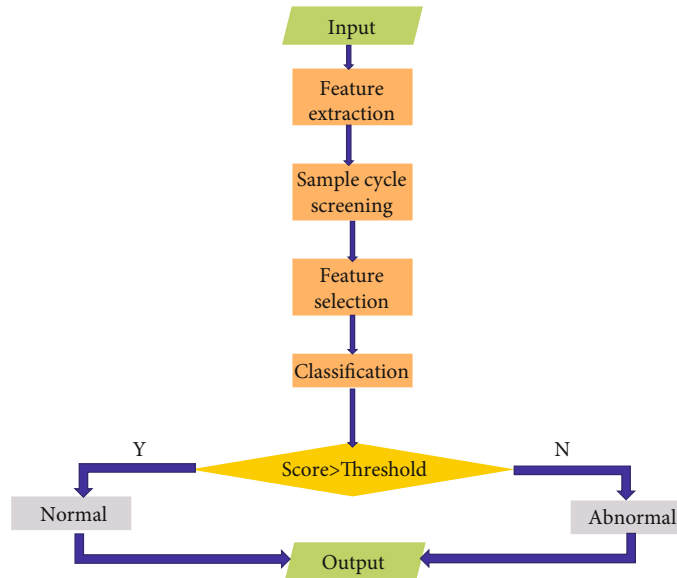 Input
Feature
extraction
Sample cycle
screening
Feature
selection
Classification
Y
Score>Threshold
N
Normal
Abnormal
Output